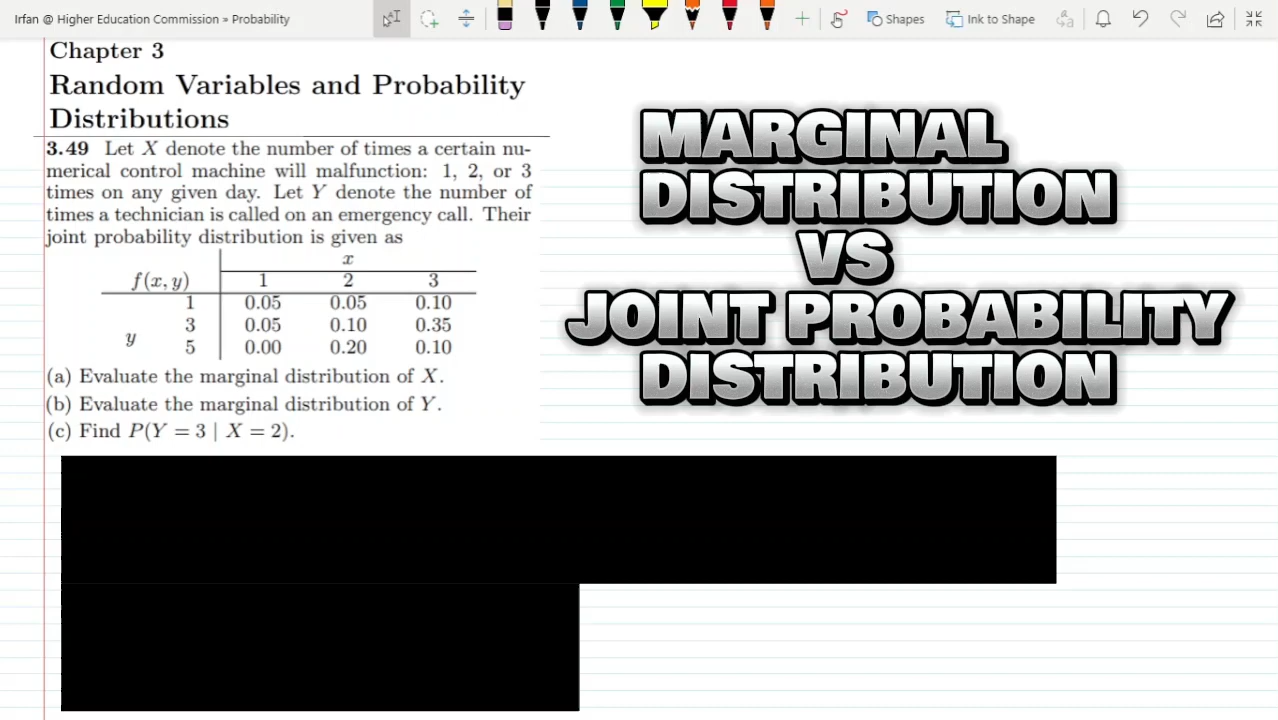 Irfan @ Higher Education Commission » Probability
Shapes
Ink to Shape
Chapter 3
Random Variables and Probability
Distributions
3.49 Let X denote the number of times a certain nu-
merical control machine will malfunction: 1, 2, or 3
times on any given day. Let Y denote the number of
times a technician is called on an emergency call. Their
joint probability distribution is given as
x
f(x, y) 1 2 3
1 0.05 0.05 0.10
3 0.05 0.10 0.35
y 5 0.00 0.20 0.10
(a) Evaluate the marginal distribution of X.
(b) Evaluate the marginal distribution of Y.
(c) Find P(Y = 3 | X = 2).
MARGINAL
DISTRIBUTION
VS
JOINT PROBABILITY
DISTRIBUTION